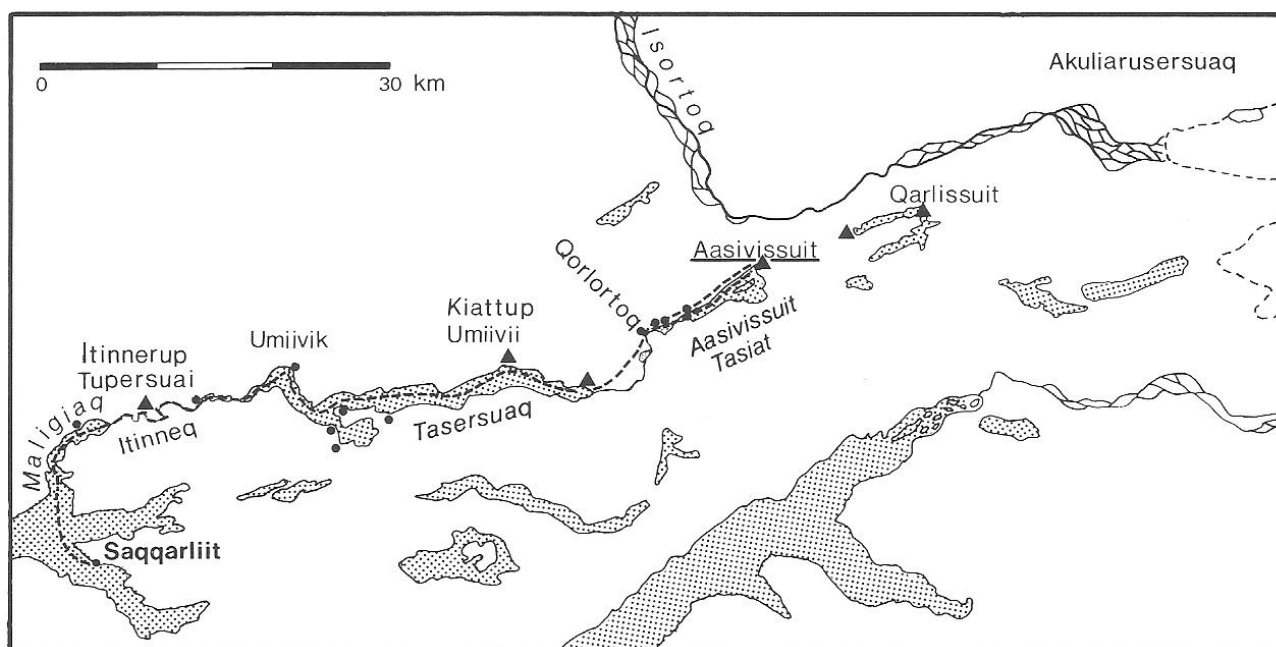 0
30 km
Isortoq
Akuliarusersuaq
Qarlissuit
Aasivissuit
Qorlortoq
Kiattup
Umiivii
Aasivissuit
Tasiat
Umiivik
Itinnerup
Tupersuai
Tasersuaq
Itinneq
Maligiaq
Saqqarliit